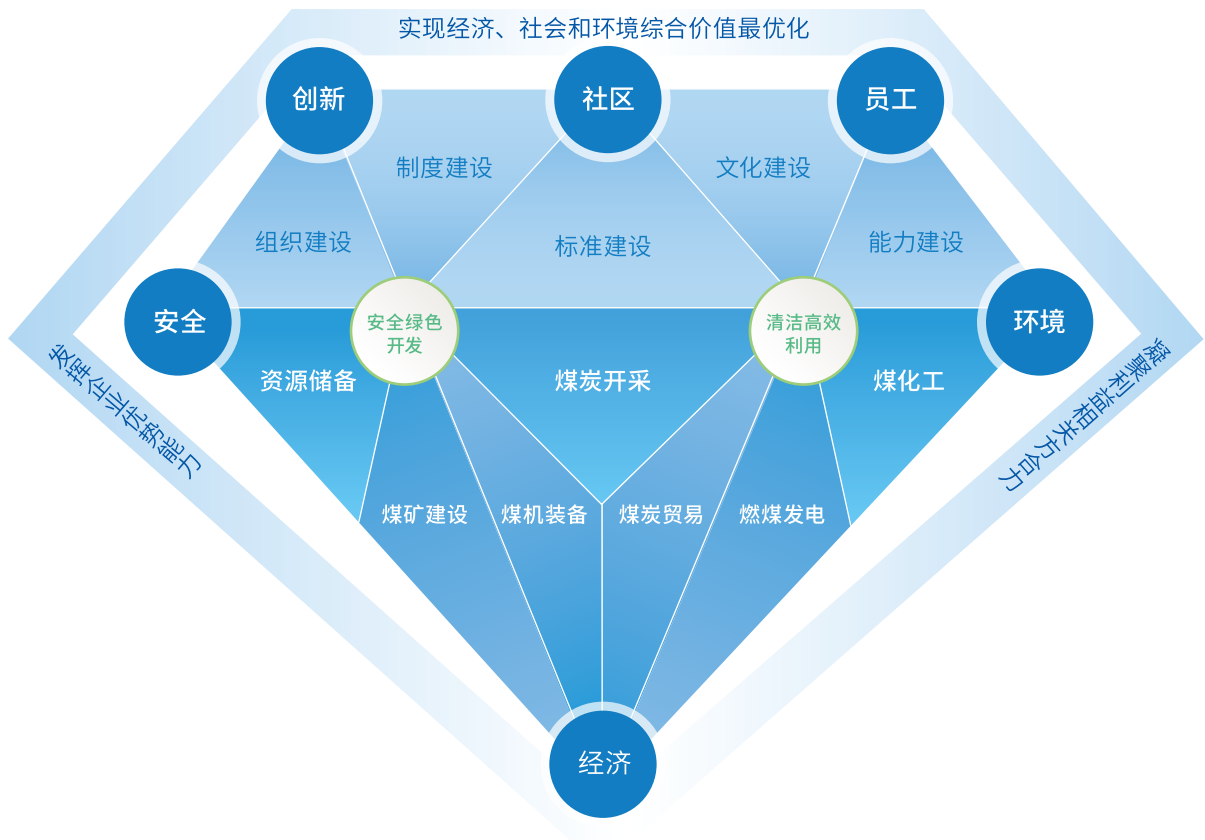 实现经济、社会和环境综合价值最优化
创新
社区
员工
制度建设
文化建设
组织建设
标准建设
能力建设
安全
安全绿色
开发
清洁高效
利用
环境
发挥企业优势能力
凝聚利益相关方合力
资源储备
煤炭开采
煤化工
煤矿建设
煤机装备
煤炭贸易
燃煤发电
经济